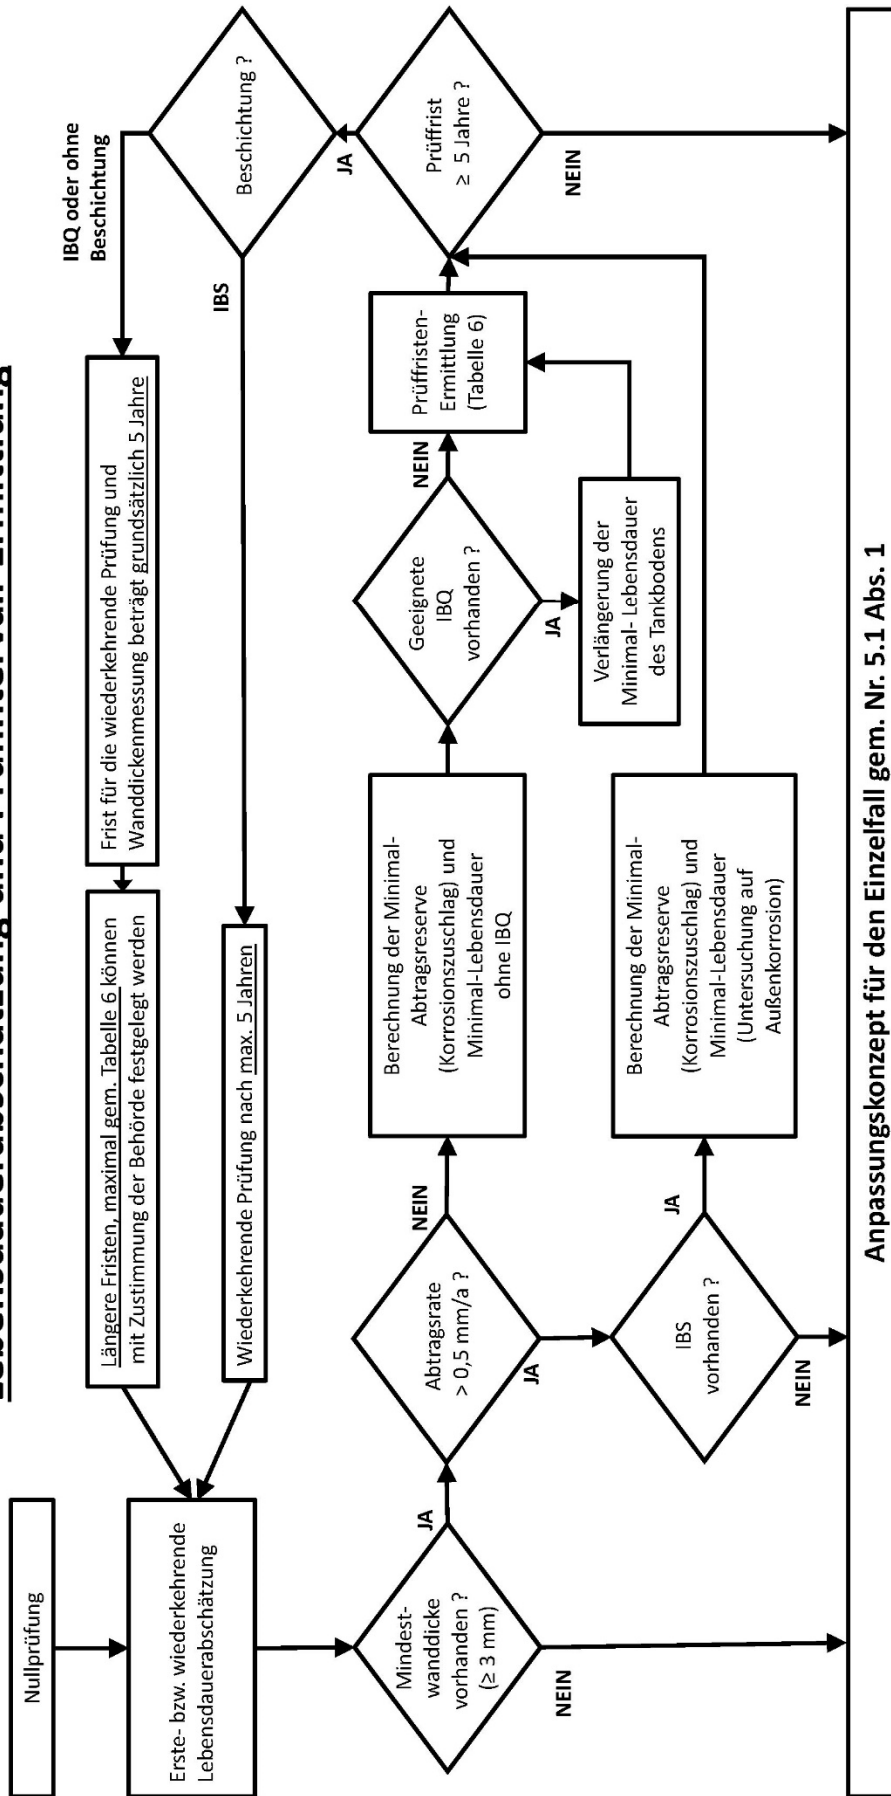 Lebensdauerabschätzung und Prüfintervall-Ermittlung
Nullprüfung
Erste- bzw. wiederkehrende
Lebensdauerabschätzung
Längere Fristen, maximal gem. Tabelle 6 können
mit Zustimmung der Behörde festgelegt werden
Frist für die wiederkehrende Prüfung und
Wanddickenmessung beträgt grundsätzlich 5 Jahre
IBQ oder ohne
Beschichtung
Wiederkehrende Prüfung nach max. 5 Jahren
IBS
Beschichtung ?
JA
Mindest-
wanddicke
vorhanden ?
(≥ 3 mm)
JA
NEIN
Abtragsrate
> 0,5 mm/a ?
NEIN
JA
Berechnung der Minimal-
Abtragsreserve
(Korrosionszuschlag) und
Minimal-Lebensdauer
ohne IBQ
Geeignete
IBQ
vorhanden ?
NEIN
JA
Prüffristen-
Ermittlung
(Tabelle 6)
Prüffrist
≥ 5 Jahre ?
NEIN
Verlängerung der
Minimal- Lebensdauer
des Tankbodens
IBS
vorhanden ?
JA
NEIN
Berechnung der Minimal-
Abtragsreserve
(Korrosionszuschlag) und
Minimal-Lebensdauer
(Untersuchung auf
Außenkorrosion)
Anpassungskonzept für den Einzelfall gem. Nr. 5.1 Abs. 1